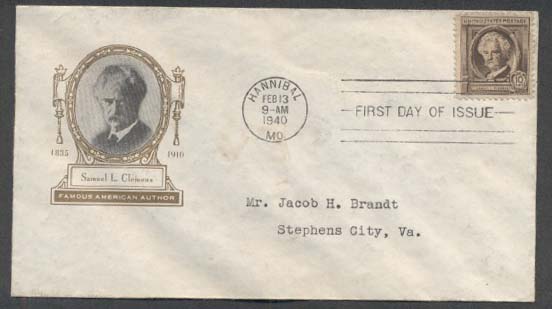 UNITED STATES POSTAGE
10
HANNIBAL
FEB 13
9-AM
1940
MO.
FIRST DAY OF ISSUE
1835 1910
Samuel L. Clemens
FAMOUS AMERICAN AUTHOR
Mr. Jacob H. Brandt
Stephens City, Va.